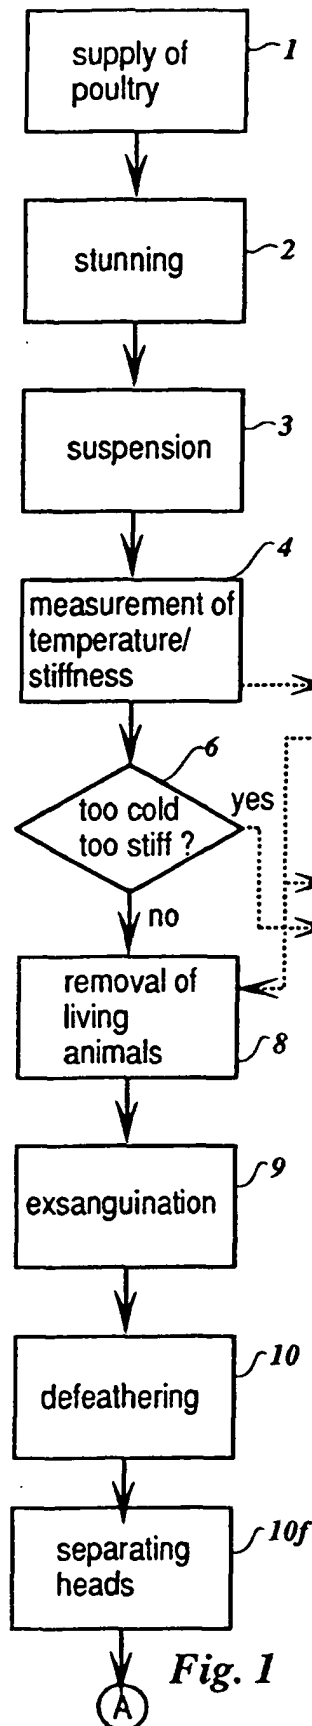 supply of
poultry
1
stunning
2
suspension
3
4
measurement of
temperature/
stiffness
6
too cold
too stiff ?
yes
no
removal of
living
animals
8
exsanguination
9
defeathering
10
separating
heads
10f
Fig. 1
A